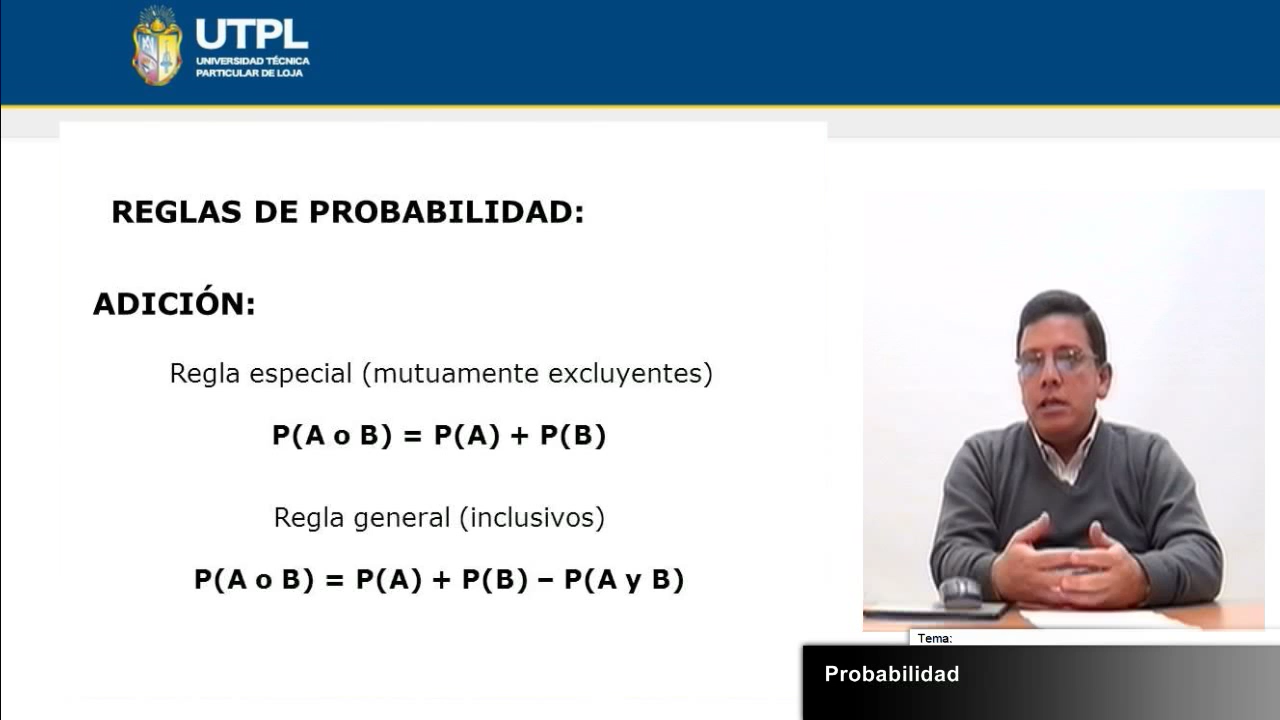 UTPL
UNIVERSIDAD TÉCNICA
PARTICULAR DE LOJA
REGLAS DE PROBABILIDAD:
ADICIÓN:
Regla especial (mutuamente excluyentes)
P(A o B) = P(A) + P(B)
Regla general (inclusivos)
P(A o B) = P(A) + P(B) – P(A y B)
Tema:
Probabilidad